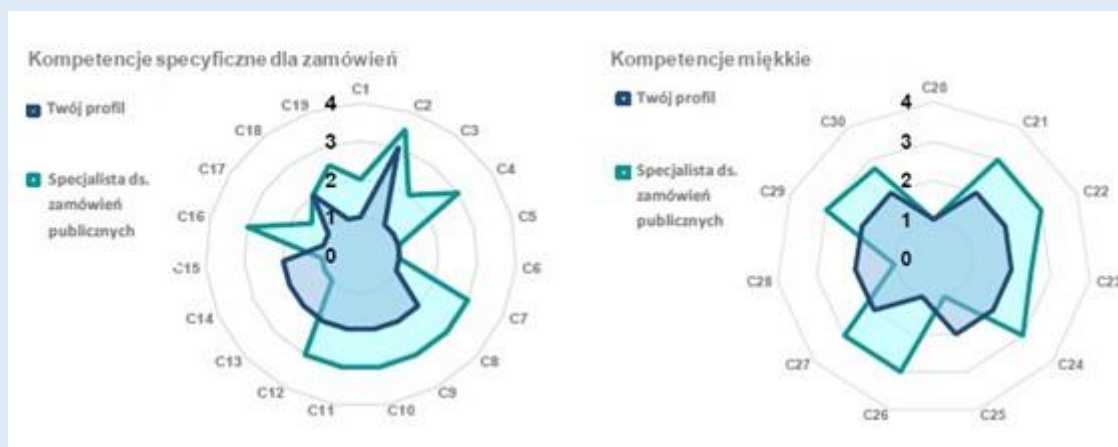 Kompetencje specyficzne dla zamówień
Twój profil
Specjalista ds.
zamówień
publicznych
C1
C2
C3
C4
C5
C6
C7
C8
C9
C10
C11
C12
C13
C14
C15
C16
C17
C18
C19
4
3
2
1
0
Kompetencje miękkie
Twój profil
Specjalista ds.
zamówień
publicznych
C20
C21
C22
C23
C24
C25
C26
C27
C28
C29
C30
4
3
2
1
0